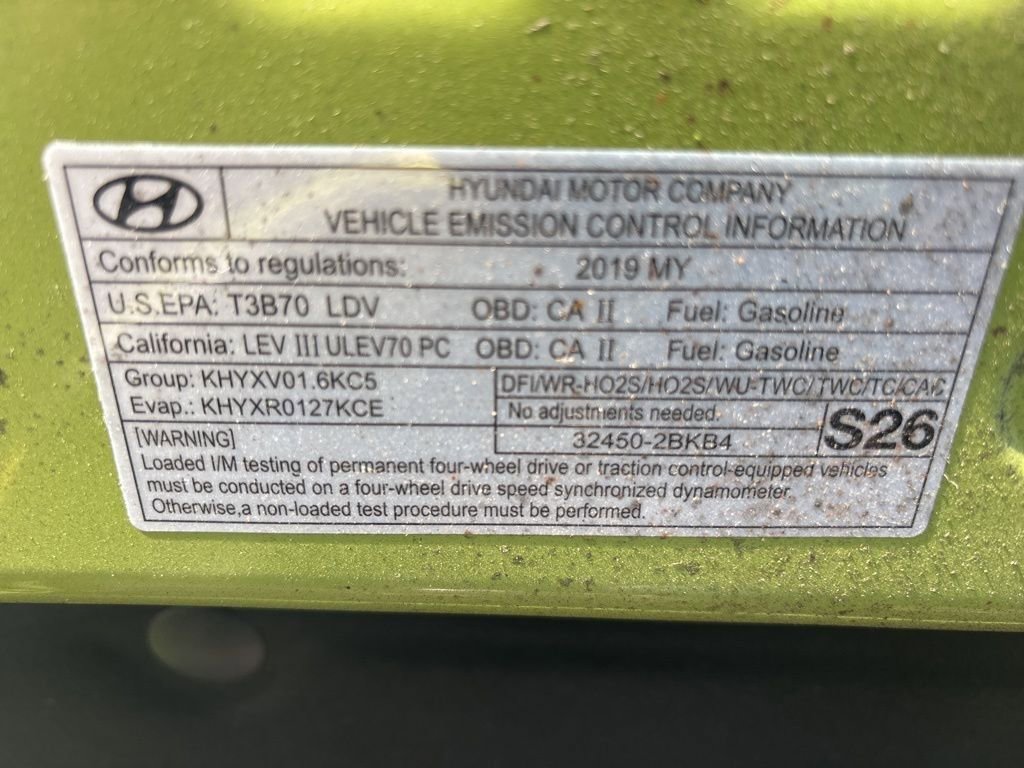 HYUNDAI MOTOR COMPANY
VEHICLE EMISSION CONTROL INFORMATION
Conforms to regulations: 2019 MY
U.S.EPA: T3B70 LDV OBD: CA II Fuel: Gasoline
California: LEV III ULEV70 PC OBD: CA II Fuel: Gasoline
Group: KHYXV01.6KC5
Evap.: KHYXR0127KCE
DFI/WR-HO2S/HO2S/WU-TWC/TWC/TC/CAC
No adjustments needed.
32450-2BKB4
S26
[WARNING]
Loaded I/M testing of permanent four-wheel drive or traction control-equipped vehicles
must be conducted on a four-wheel drive speed synchronized dynamometer.
Otherwise,a non-loaded test procedure must be performed.